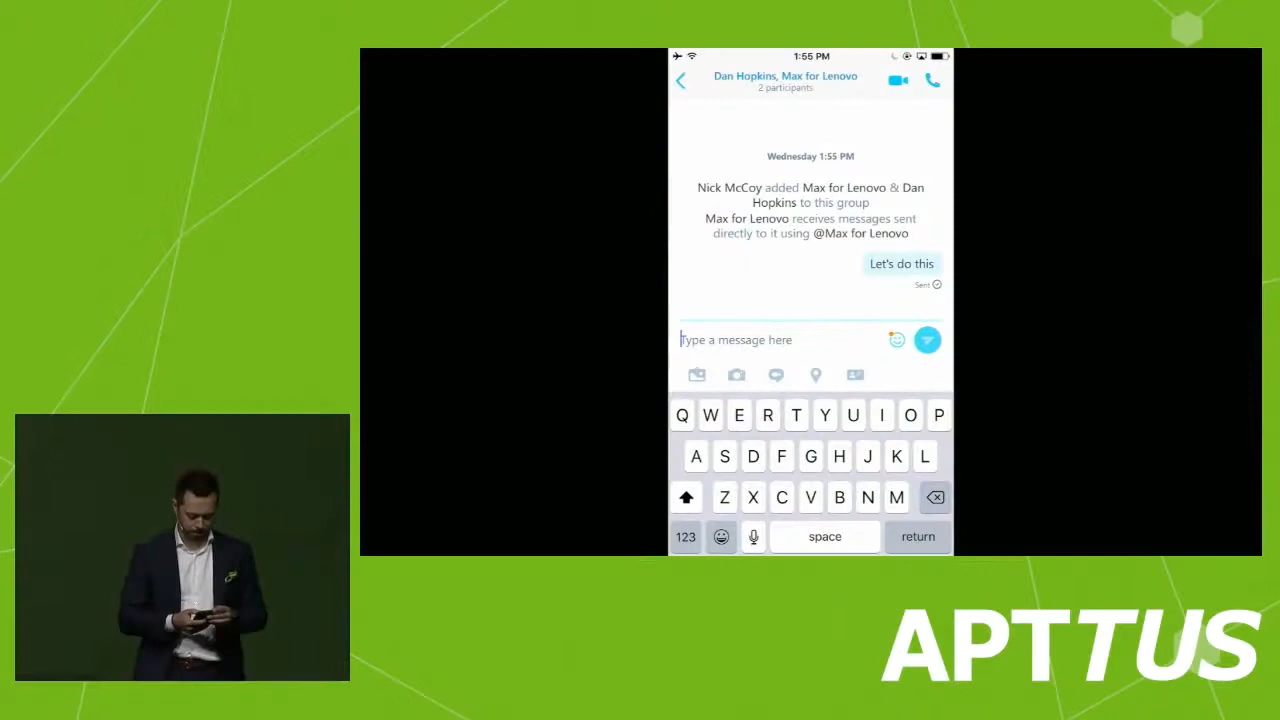 1:55 PM
Dan Hopkins, Max for Lenovo
2 participants
Wednesday 1:55 PM
Nick McCoy added Max for Lenovo & Dan
Hopkins to this group
Max for Lenovo receives messages sent
directly to it using @Max for Lenovo
Let's do this
Sent
Type a message here
Q W E R T Y U I O P
A S D F G H J K L
Z X C V B N M
123 space return
APTTUS